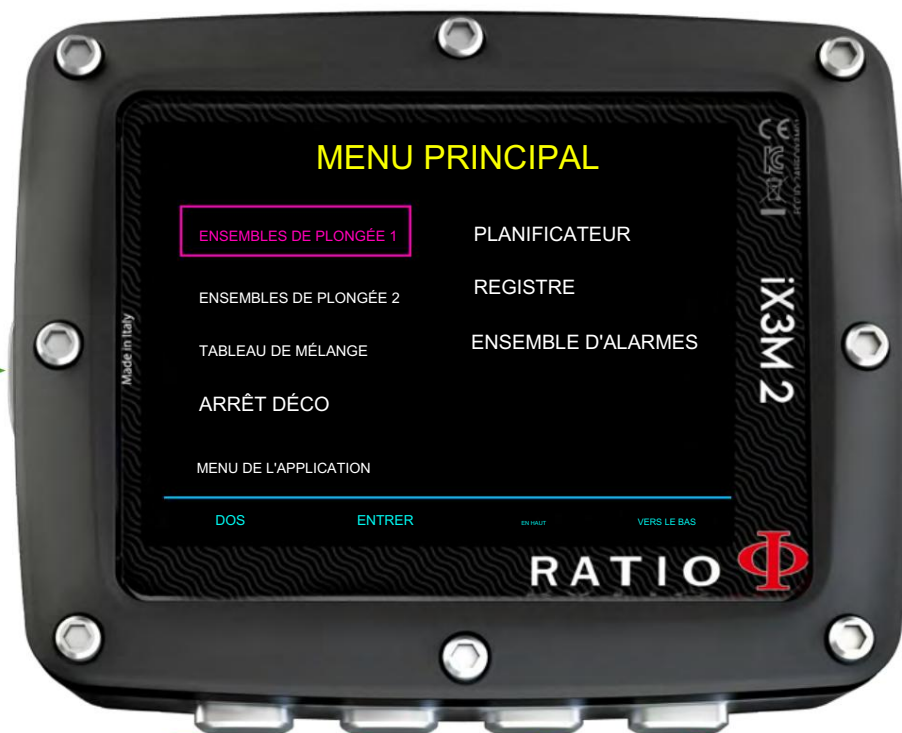 MENU PRINCIPAL
ENSEMBLES DE PLONGÉE 1
ENSEMBLES DE PLONGÉE 2
TABLEAU DE MÉLANGE
ARRÊT DÉCO
MENU DE L'APPLICATION
PLANIFICATEUR
REGISTRE
ENSEMBLE D'ALARMES
DOS
ENTRER
EN HAUT
VERS LE BAS
Made in Italy
CE
iX3M 2
RATIO